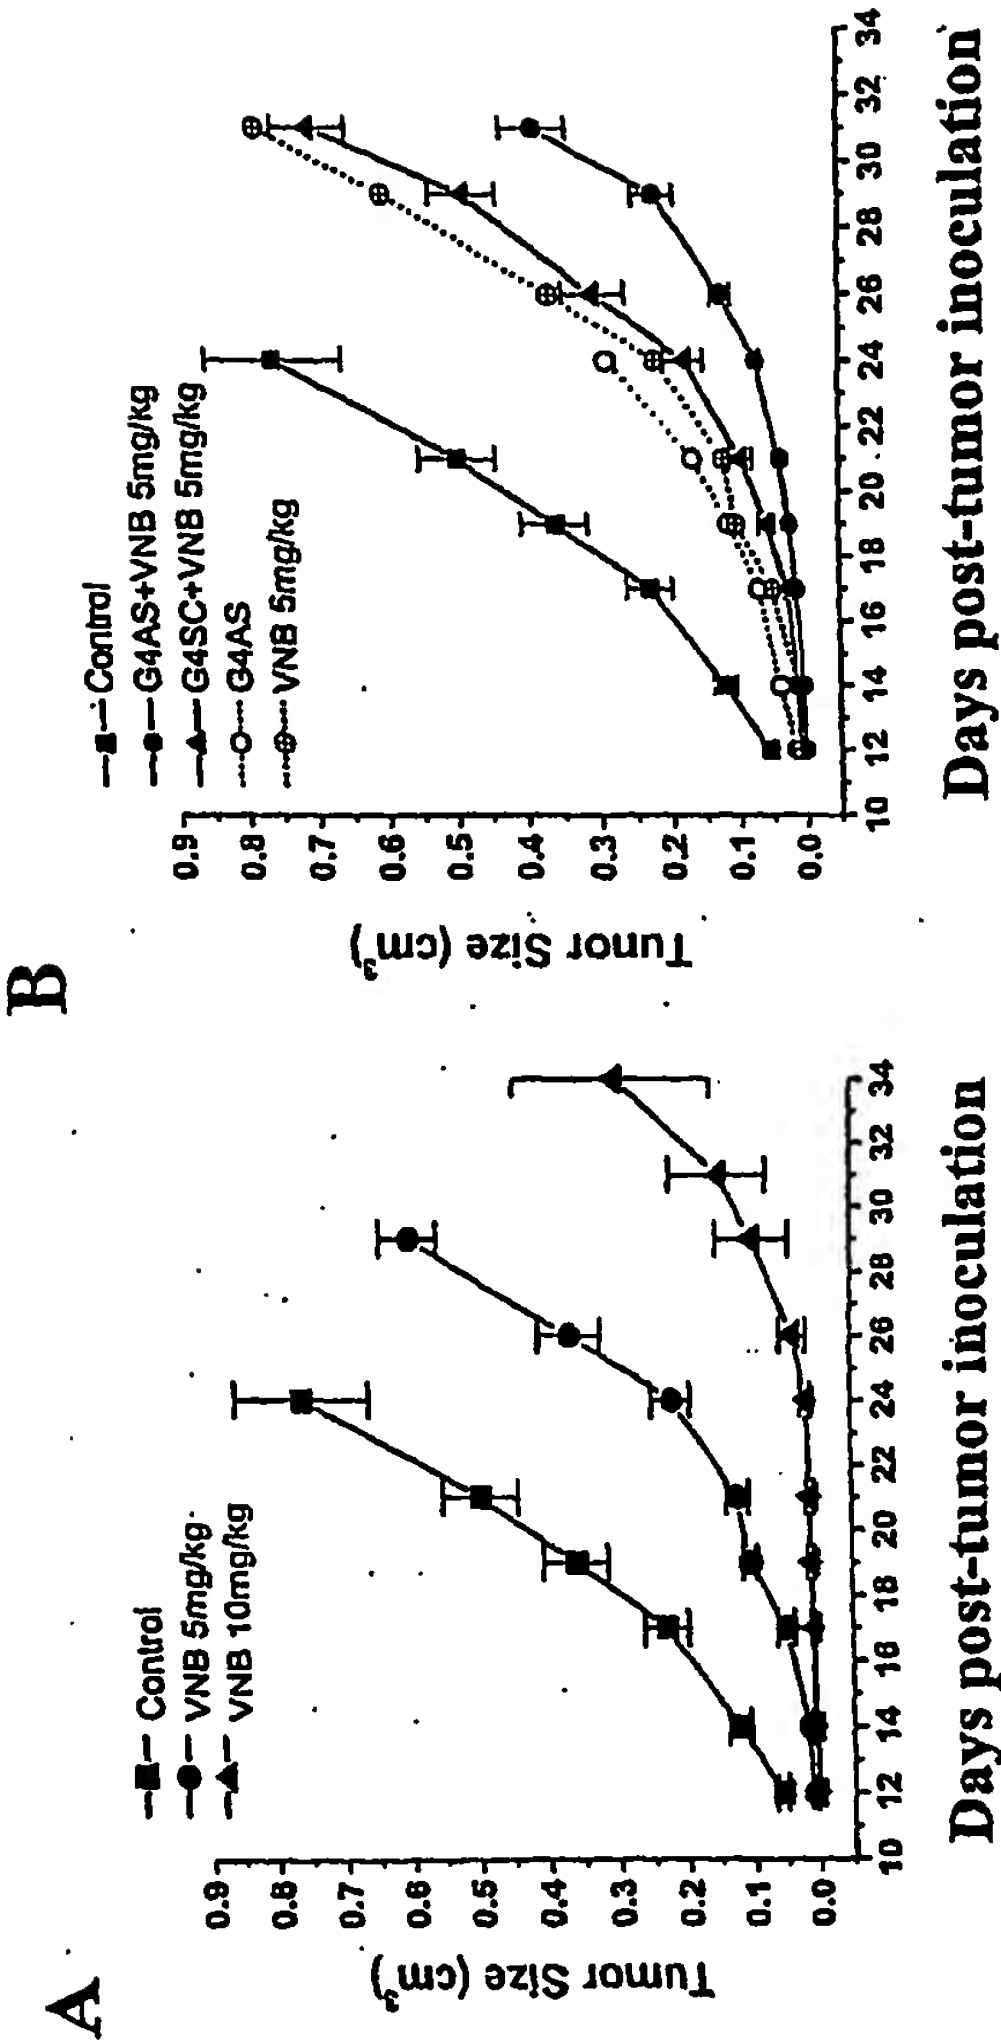 A
Control
VNB 5mg/kg
VNB 10mg/kg
Tumor Size (cm³)
0.9
0.8
0.7
0.6
0.5
0.4
0.3
0.2
0.1
0.0
10 12 14 16 18 20 22 24 26 28 30 32 34
Days post-tumor inoculation
B
Control
G4AS+VNB 5mg/kg
G4SC+VNB 5mg/kg
G4AS
VNB 5mg/kg
Tumor Size (cm³)
0.9
0.8
0.7
0.6
0.5
0.4
0.3
0.2
0.1
0.0
10 12 14 16 18 20 22 24 26 28 30 32 34
Days post-tumor inoculation